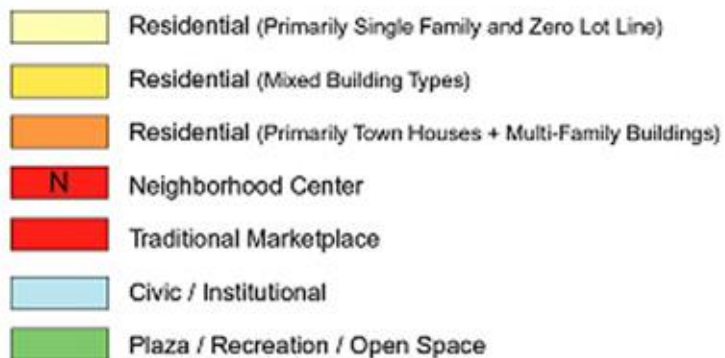 Residential (Primarily Single Family and Zero Lot Line)
Residential (Mixed Building Types)
Residential (Primarily Town Houses + Multi-Family Buildings)
N Neighborhood Center
Traditional Marketplace
Civic / Institutional
Plaza / Recreation / Open Space